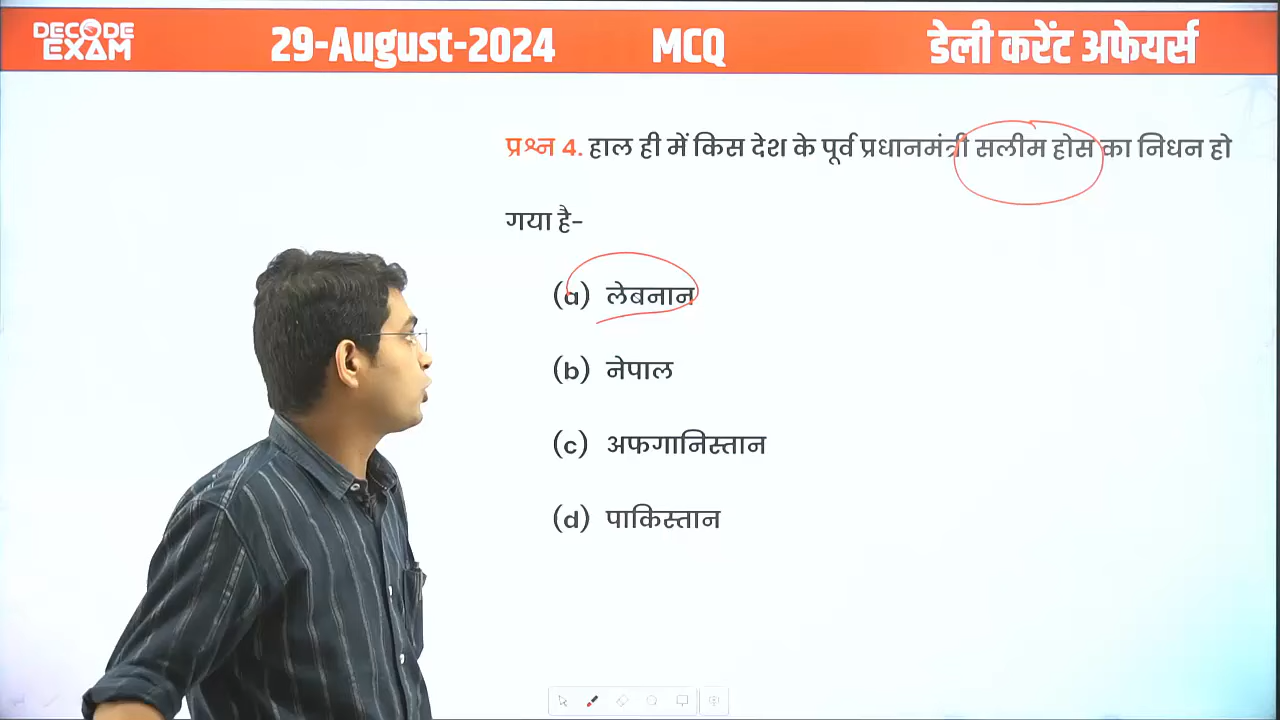 DECODE EXAM
29-August-2024 MCQ डेली करेंट अफेयर्स
प्रश्न 4. हाल ही में किस देश के पूर्व प्रधानमंत्री सलीम होस का निधन हो
गया है-
(a) लेबनान
(b) नेपाल
(c) अफगानिस्तान
(d) पाकिस्तान